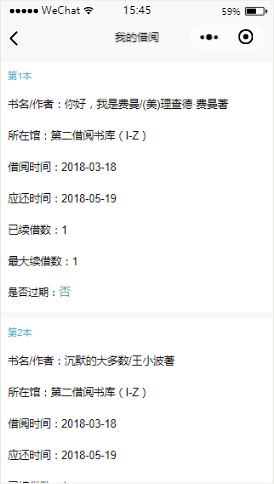 WeChat 15:45 59%
我的借阅
第1本
书名/作者：你好，我是费曼/(美)理查德·费曼著
所在馆：第二借阅书库（I-Z）
借阅时间：2018-03-18
应还时间：2018-05-19
已续借数：1
最大续借数：1
是否过期：否
第2本
书名/作者：沉默的大多数/王小波著
所在馆：第二借阅书库（I-Z）
借阅时间：2018-03-18
应还时间：2018-05-19